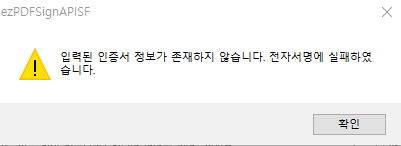 ezPDFSignAPISF
입력된 인증서 정보가 존재하지 않습니다. 전자서명에 실패하였
습니다.
확인